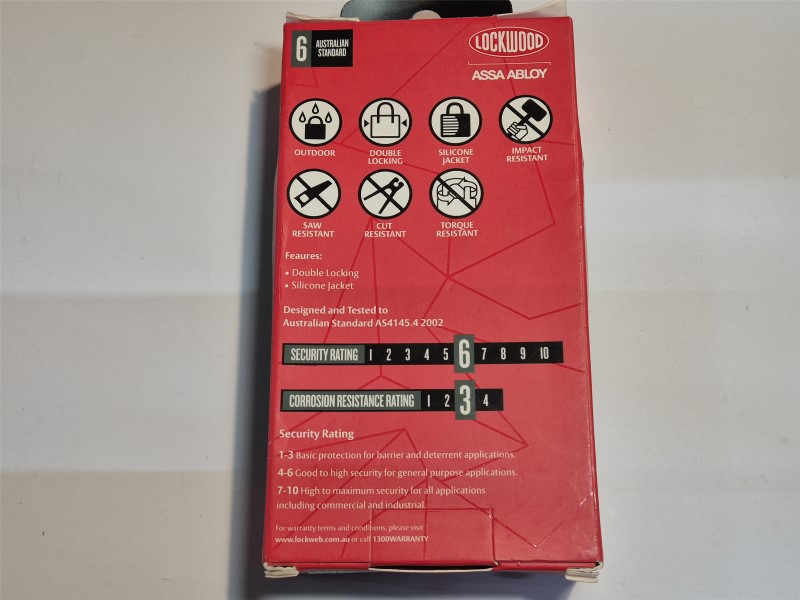 6 AUSTRALIAN
STANDARD
LOCKWOOD
ASSA ABLOY
OUTDOOR
DOUBLE
LOCKING
SILICONE
JACKET
IMPACT
RESISTANT
SAW
RESISTANT
CUT
RESISTANT
TORQUE
RESISTANT
Feaures:
• Double Locking
• Silicone Jacket
Designed and Tested to
Australian Standard AS4145.4 2002
SECURITY RATING 1 2 3 4 5 6 7 8 9 10
CORROSION RESISTANCE RATING 1 2 3 4
Security Rating
1-3 Basic protection for barrier and deterrent applications.
4-6 Good to high security for general purpose applications.
7-10 High to maximum security for all applications
including commercial and industrial.
For warranty terms and conditions, please visit
www.lockweb.com.au or call 1300WARRANTY